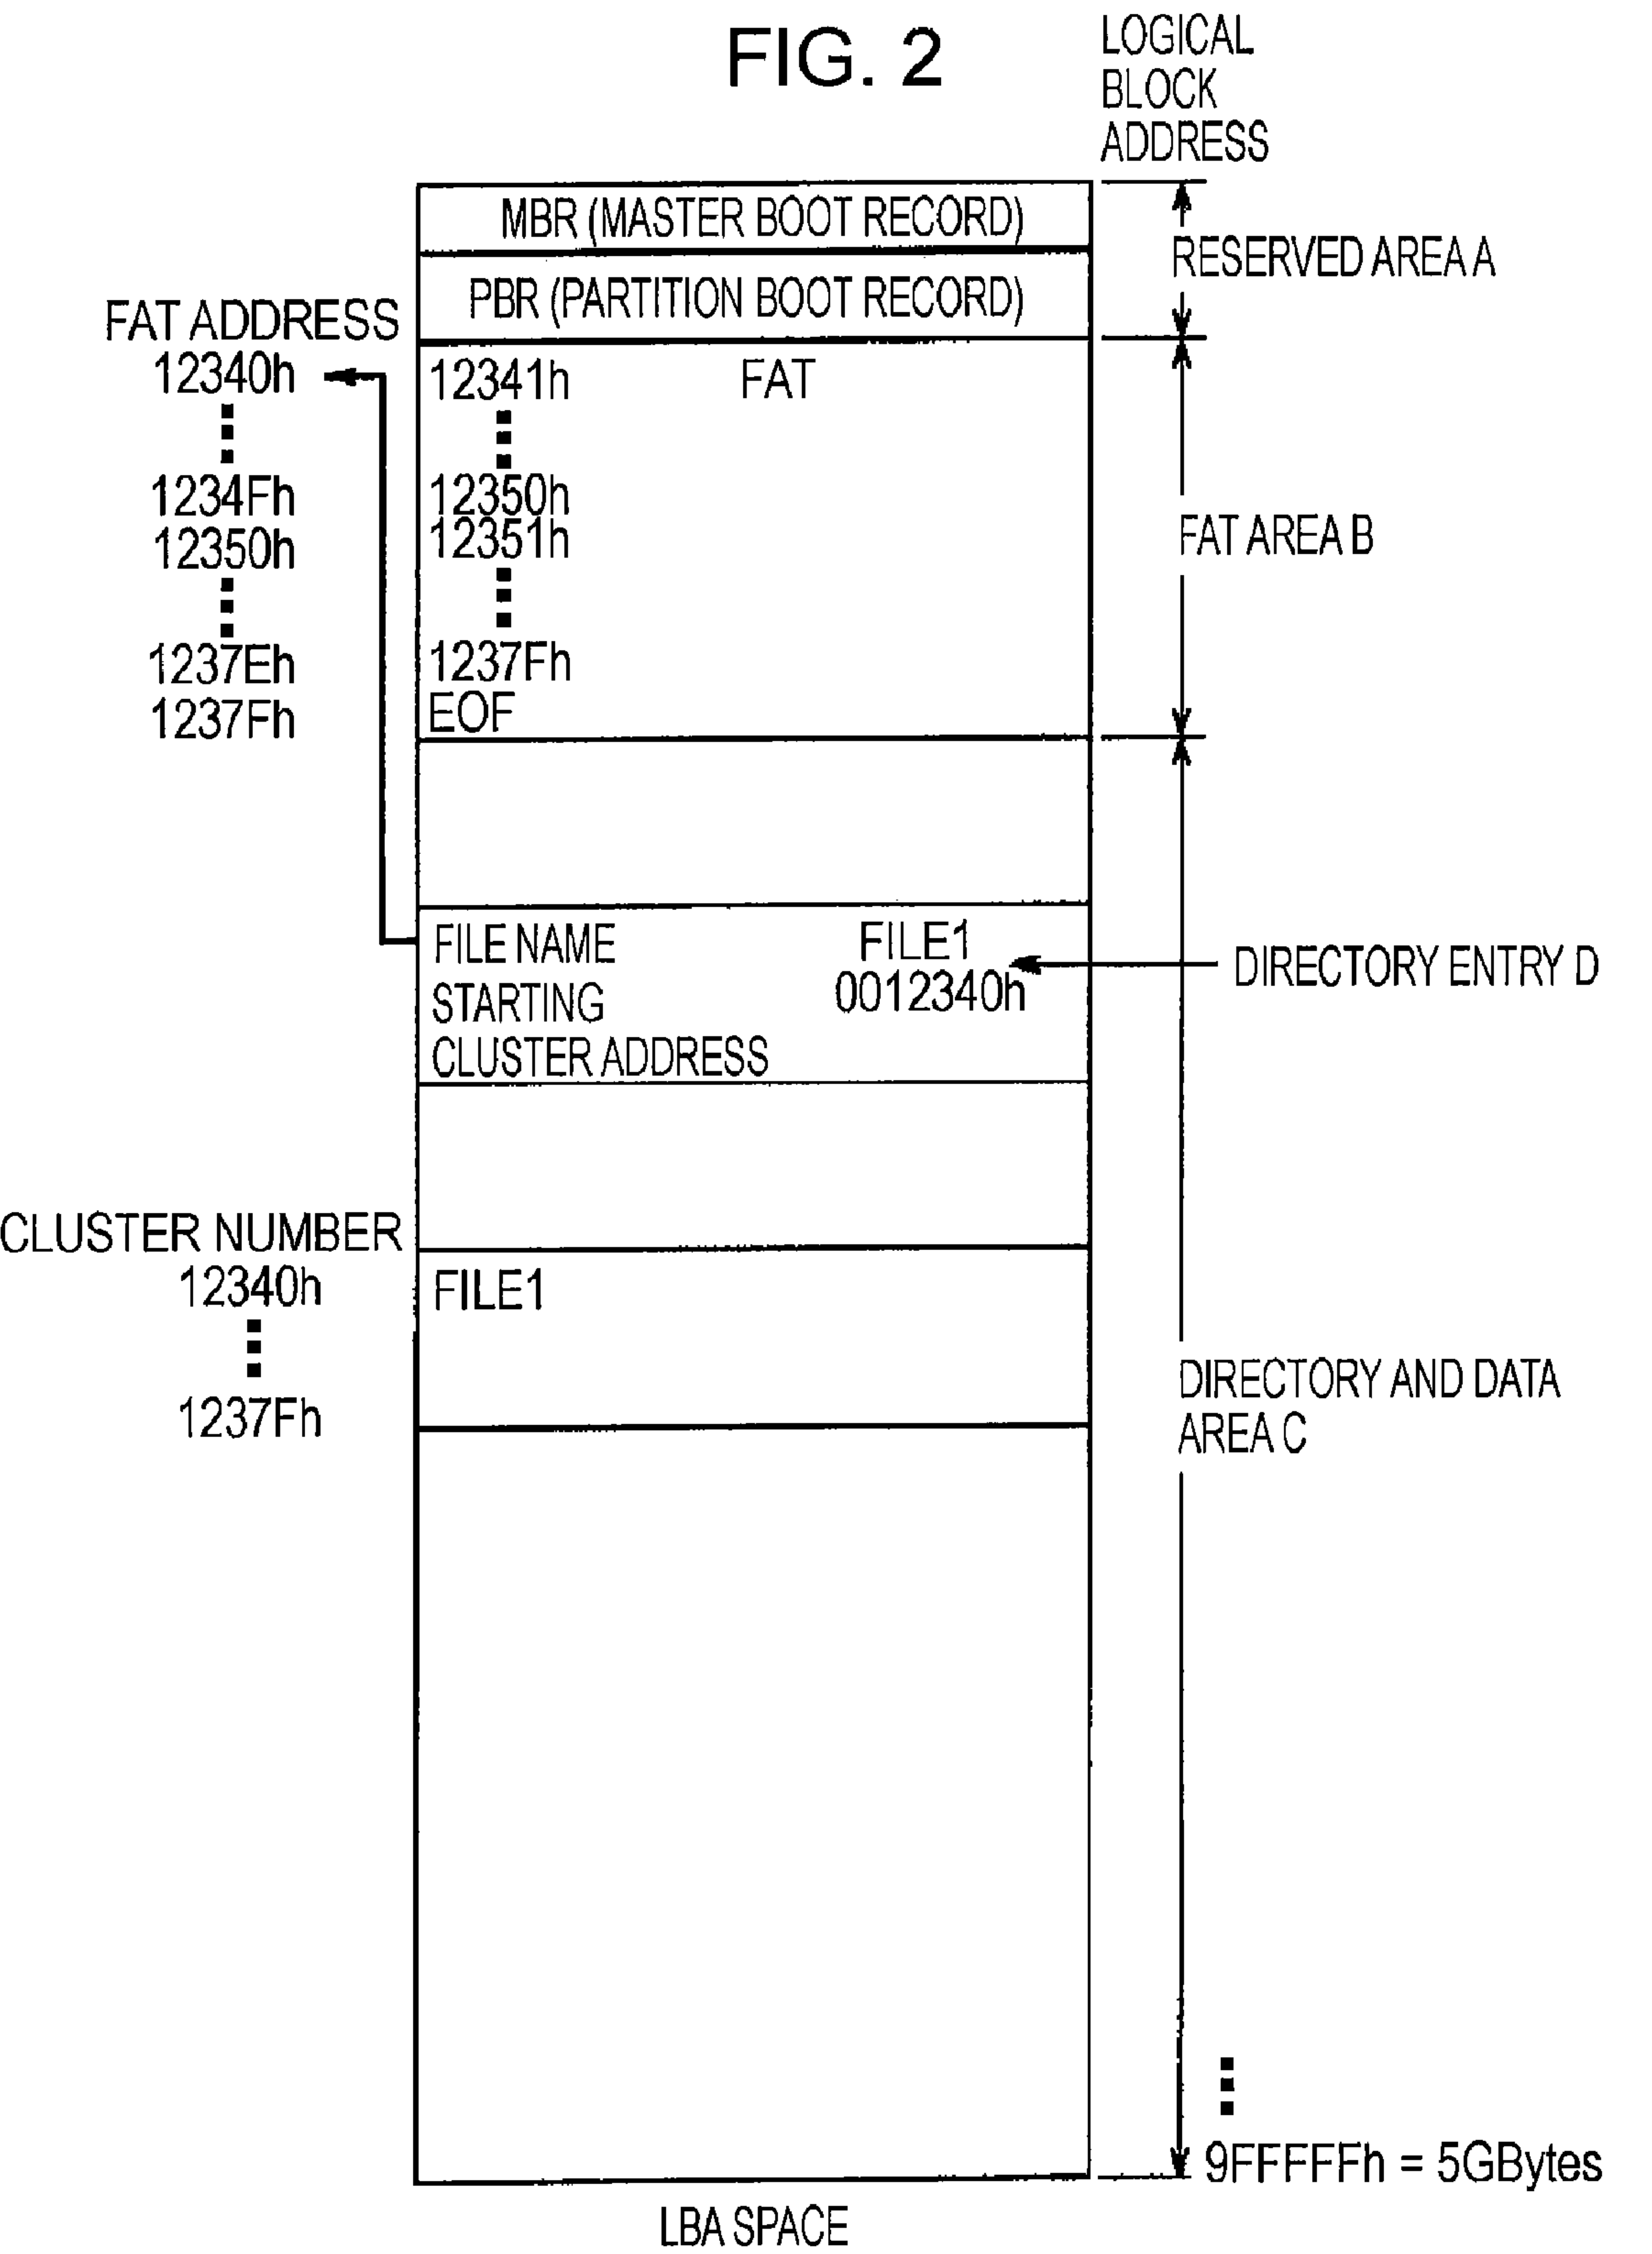 FIG. 2
LOGICAL
BLOCK
ADDRESS
MBR (MASTER BOOT RECORD)
RESERVED AREA A
PBR (PARTITION BOOT RECORD)
FAT ADDRESS
12340h
12341h
FAT
1234Fh
12350h
12350h
12351h
FAT AREA B
1237Eh
1237Fh
1237Fh
EOF
FILE NAME
FILE1
DIRECTORY ENTRY D
STARTING
0012340h
CLUSTER ADDRESS
CLUSTER NUMBER
12340h
FILE1
1237Fh
DIRECTORY AND DATA
AREA C
9FFFFFh = 5GBytes
LBA SPACE